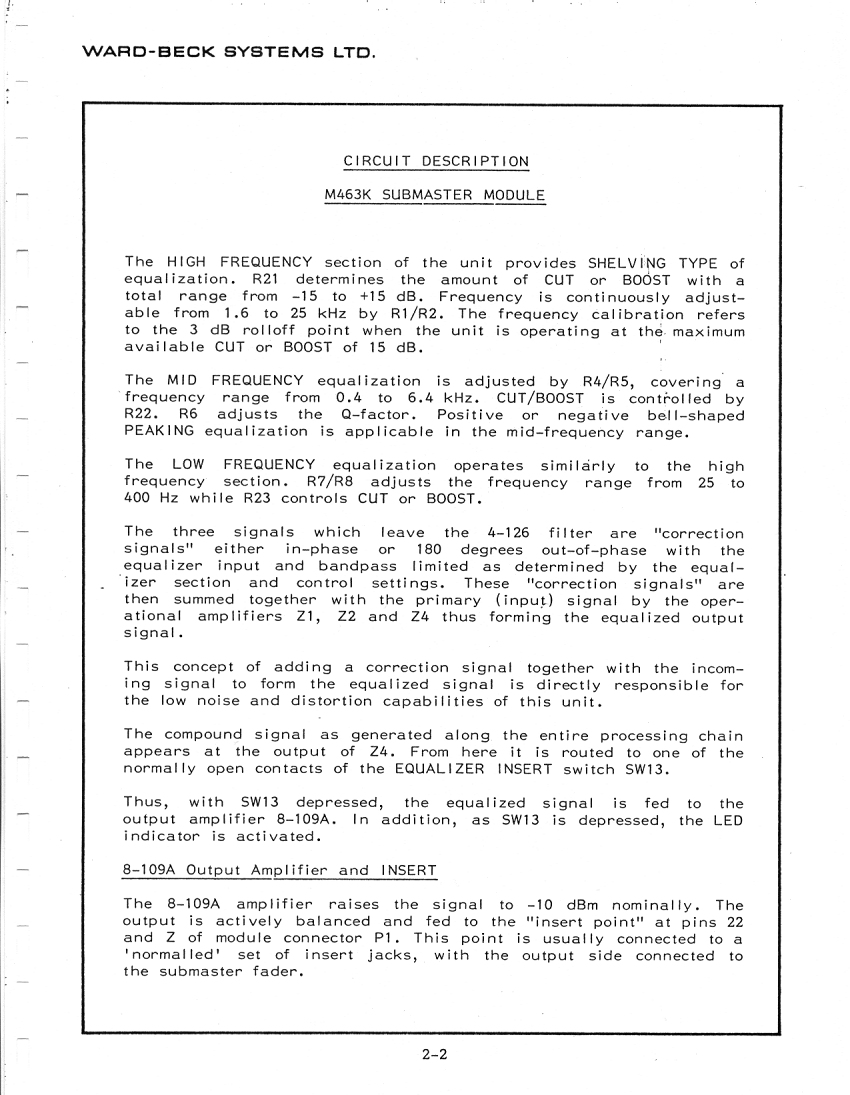 WARD-BECK SYSTEMS LTD.
CIRCUIT DESCRIPTION
M463K SUBMASTER MODULE
The HIGH FREQUENCY section of the unit provides SHELVING TYPE of
equalization. R21 determines the amount of CUT or BOOST with a
total range from -15 to +15 dB. Frequency is continuously adjust-
able from 1.6 to 25 kHz by R1/R2. The frequency calibration refers
to the 3 dB rolloff point when the unit is operating at the maximum
available CUT or BOOST of 15 dB.
The MID FREQUENCY equalization is adjusted by R4/R5, covering a
frequency range from 0.4 to 6.4 kHz. CUT/BOOST is controlled by
R22. R6 adjusts the Q-factor. Positive or negative bell-shaped
PEAKING equalization is applicable in the mid-frequency range.
The LOW FREQUENCY equalization operates similarly to the high
frequency section. R7/R8 adjusts the frequency range from 25 to
400 Hz while R23 controls CUT or BOOST.
The three signals which leave the 4-126 filter are "correction
signals" either in-phase or 180 degrees out-of-phase with the
equalizer input and bandpass limited as determined by the equal-
izer section and control settings. These "correction signals" are
then summed together with the primary (input) signal by the oper-
ational amplifiers Z1, Z2 and Z4 thus forming the equalized output
signal.
This concept of adding a correction signal together with the incom-
ing signal to form the equalized signal is directly responsible for
the low noise and distortion capabilities of this unit.
The compound signal as generated along the entire processing chain
appears at the output of Z4. From here it is routed to one of the
normally open contacts of the EQUALIZER INSERT switch SW13.
Thus, with SW13 depressed, the equalized signal is fed to the
output amplifier 8-109A. In addition, as SW13 is depressed, the LED
indicator is activated.
8-109A Output Amplifier and INSERT
The 8-109A amplifier raises the signal to -10 dBm nominally. The
output is actively balanced and fed to the "insert point" at pins 22
and Z of module connector P1. This point is usually connected to a
'normalled' set of insert jacks, with the output side connected to
the submaster fader.
2-2